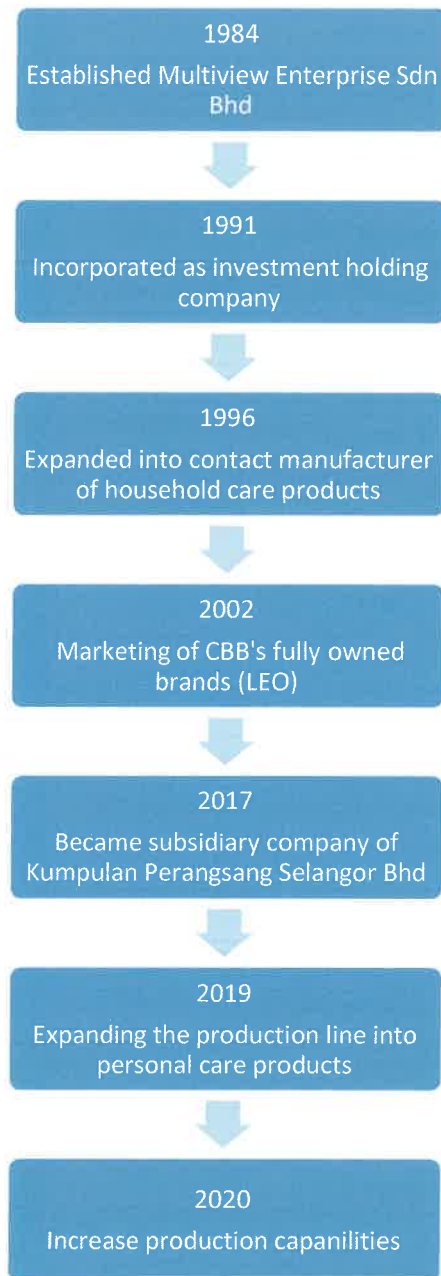 1984
Established Multiview Enterprise Sdn
Bhd
1991
Incorporated as investment holding
company
1996
Expanded into contact manufacturer
of household care products
2002
Marketing of CBB's fully owned
brands (LEO)
2017
Became subsidiary company of
Kumpulan Perangsang Selangor Bhd
2019
Expanding the production line into
personal care products
2020
Increase production capanilities